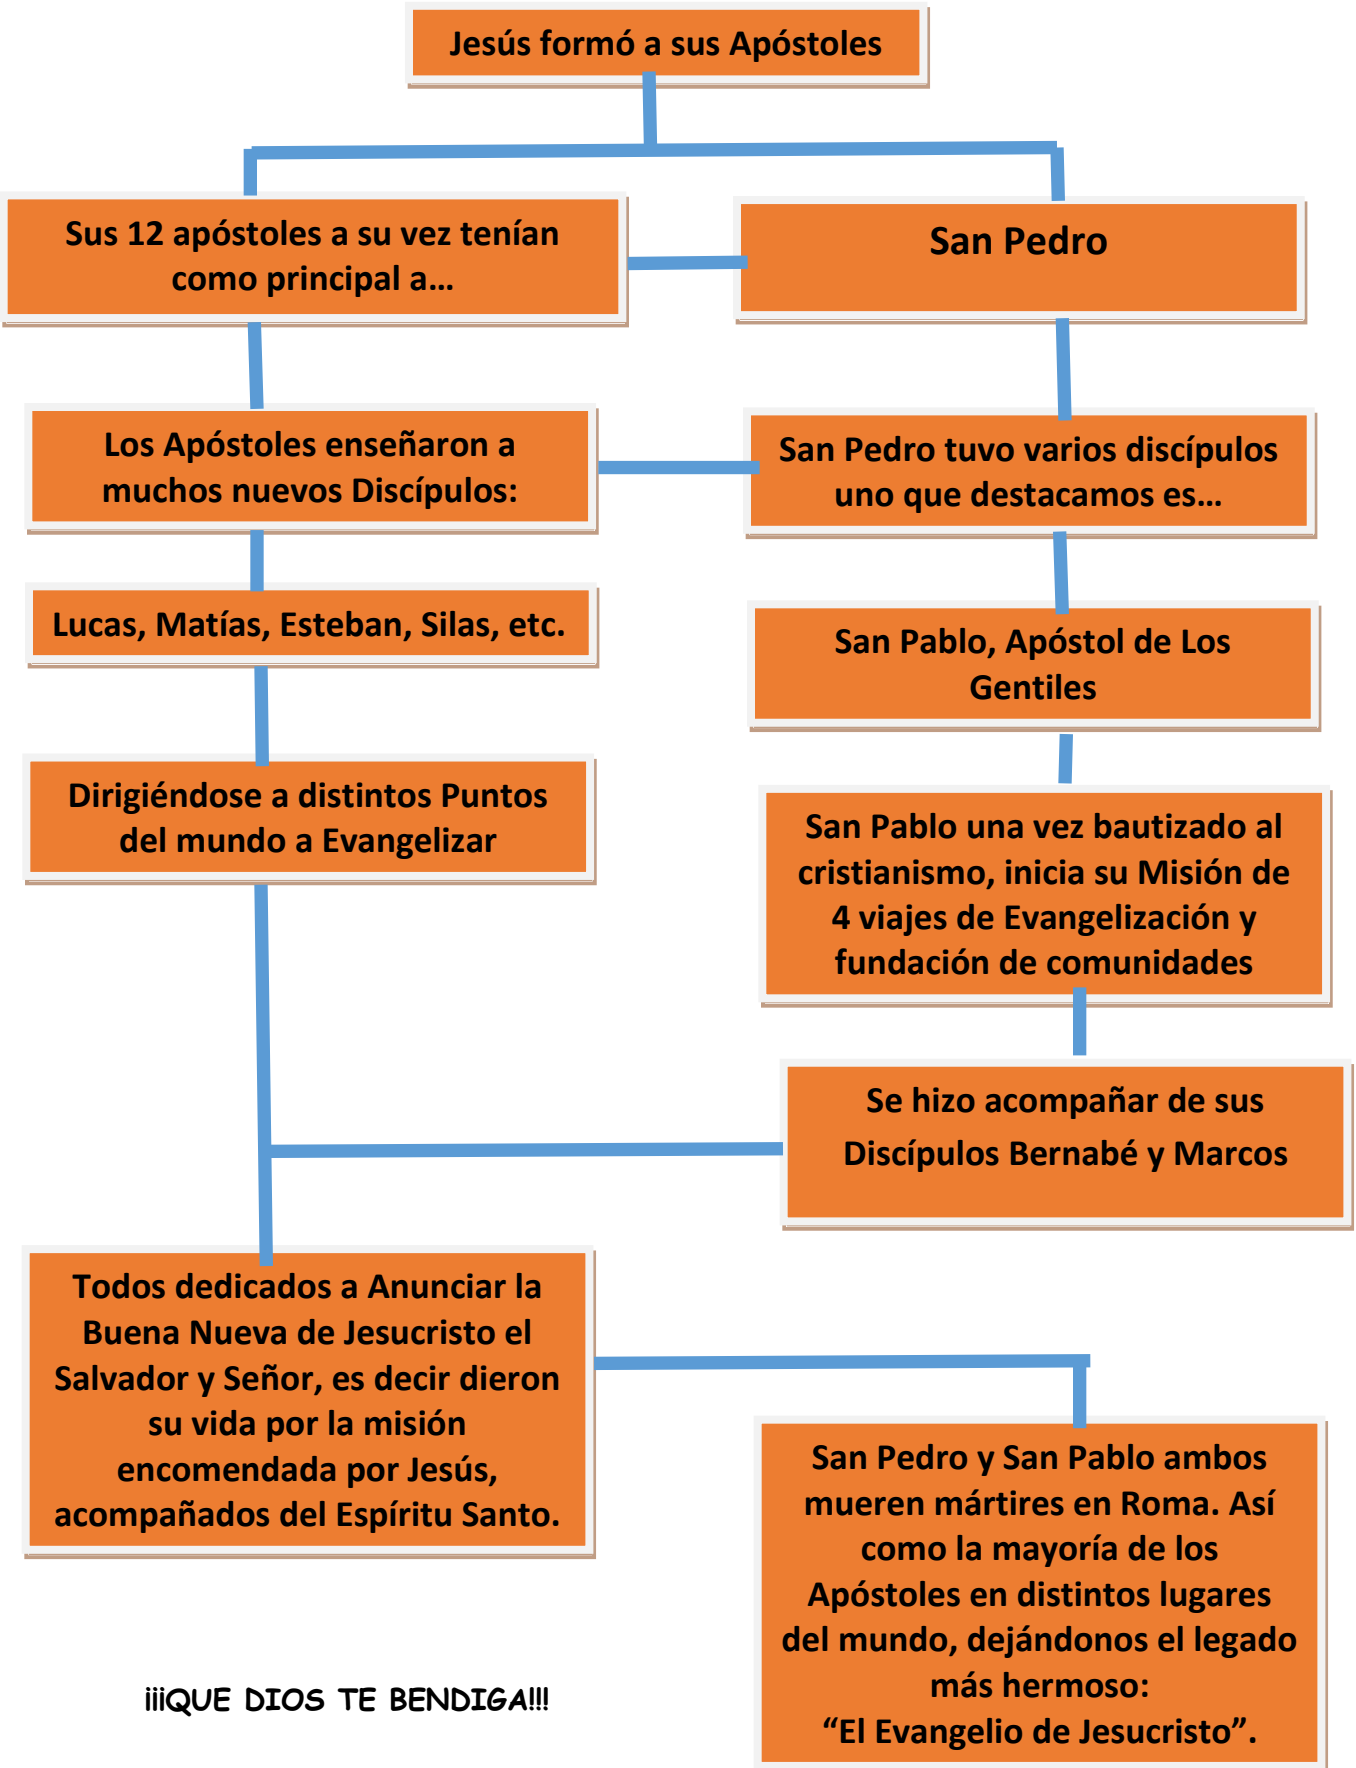 Jesús formó a sus Apóstoles
Sus 12 apóstoles a su vez tenían
como principal a...
San Pedro
Los Apóstoles enseñaron a
muchos nuevos Discípulos:
San Pedro tuvo varios discípulos
uno que destacamos es...
Lucas, Matías, Esteban, Silas, etc.
San Pablo, Apóstol de Los
Gentiles
Dirigiéndose a distintos Puntos
del mundo a Evangelizar
San Pablo una vez bautizado al
cristianismo, inicia su Misión de
4 viajes de Evangelización y
fundación de comunidades
Se hizo acompañar de sus
Discípulos Bernabé y Marcos
Todos dedicados a Anunciar la
Buena Nueva de Jesucristo el
Salvador y Señor, es decir dieron
su vida por la misión
encomendada por Jesús,
acompañados del Espíritu Santo.
San Pedro y San Pablo ambos
mueren mártires en Roma. Así
como la mayoría de los
Apóstoles en distintos lugares
del mundo, dejándonos el legado
más hermoso:
“El Evangelio de Jesucristo”.
¡¡¡QUE DIOS TE BENDIGA!!!